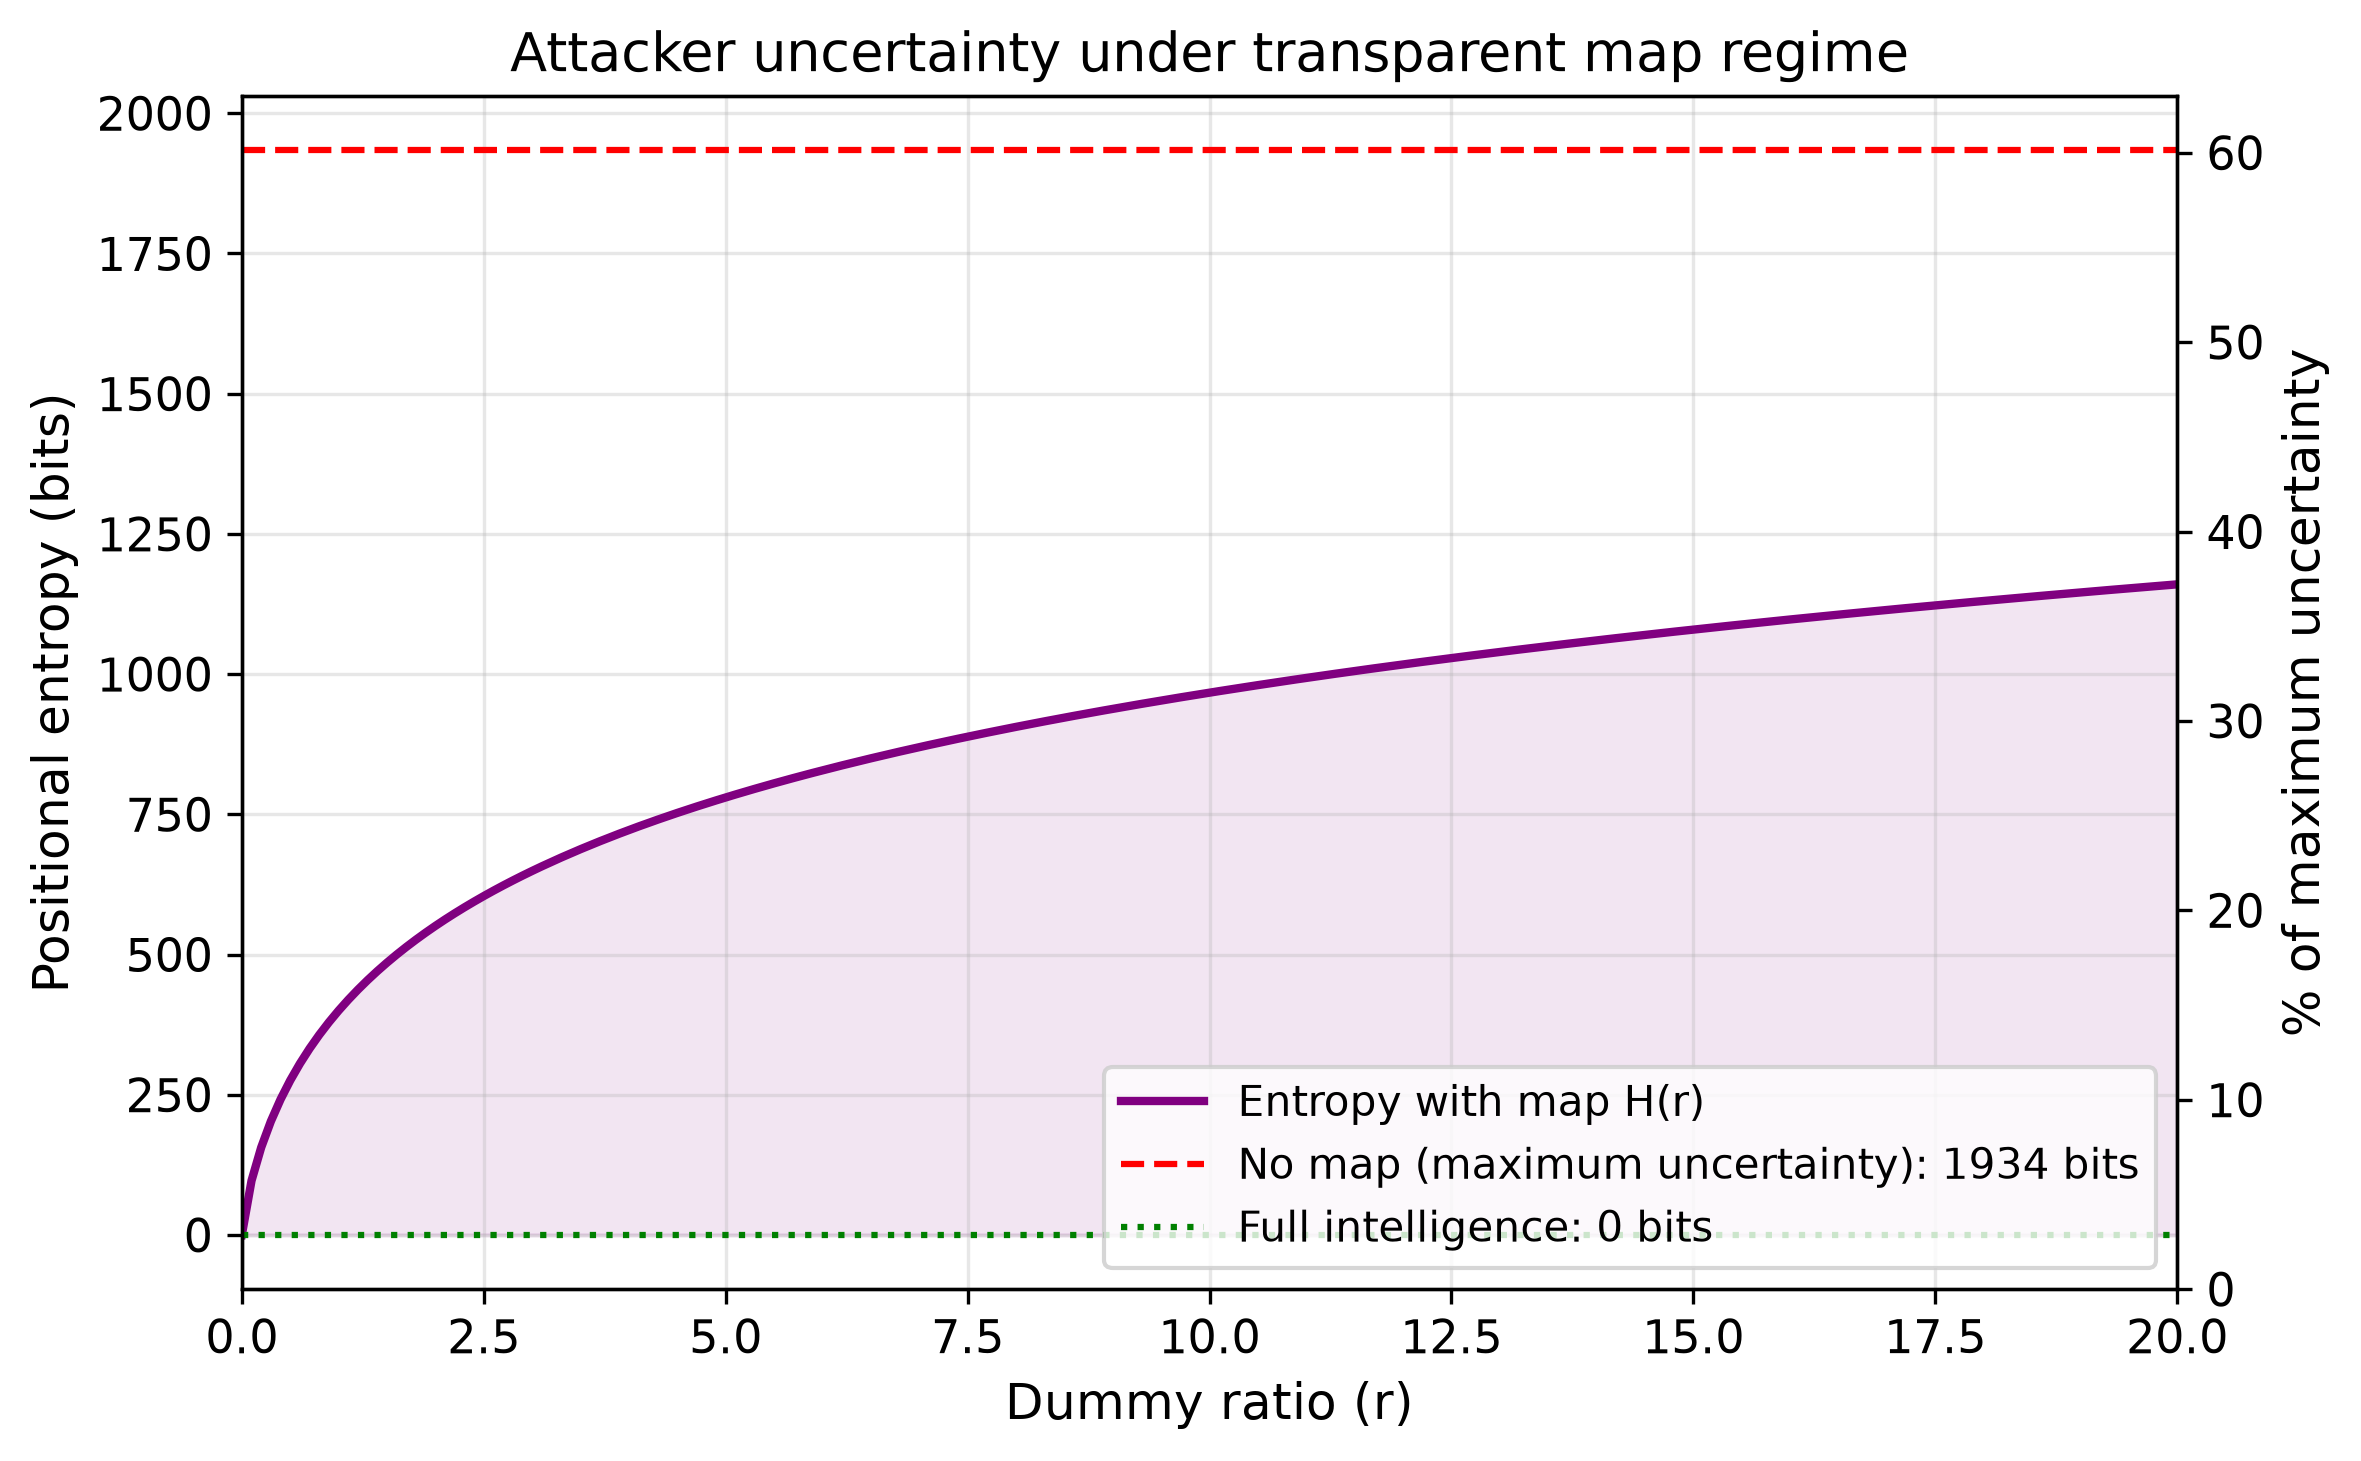 Attacker uncertainty under transparent map regime
2000
1750
1500
1250
1000
750
500
250
0
Positional entropy (bits)
60
50
40
30
20
10
0
% of maximum uncertainty
Entropy with map H(r)
No map (maximum uncertainty): 1934 bits
Full intelligence: 0 bits
0.0 2.5 5.0 7.5 10.0 12.5 15.0 17.5 20.0
Dummy ratio (r)